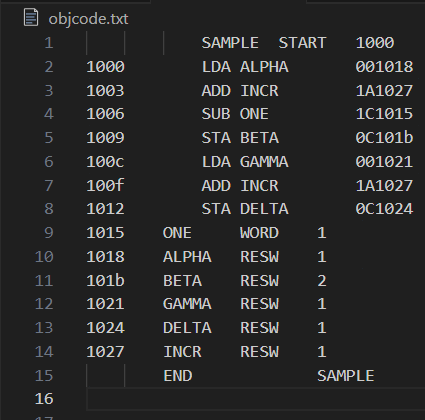 objcode.txt
1 SAMPLE START 1000
2 1000 LDA ALPHA 001018
3 1003 ADD INCR 1A1027
4 1006 SUB ONE 1C1015
5 1009 STA BETA 0C101b
6 100c LDA GAMMA 001021
7 100f ADD INCR 1A1027
8 1012 STA DELTA 0C1024
9 1015 ONE WORD 1
10 1018 ALPHA RESW 1
11 101b BETA RESW 2
12 1021 GAMMA RESW 1
13 1024 DELTA RESW 1
14 1027 INCR RESW 1
15 END SAMPLE
16